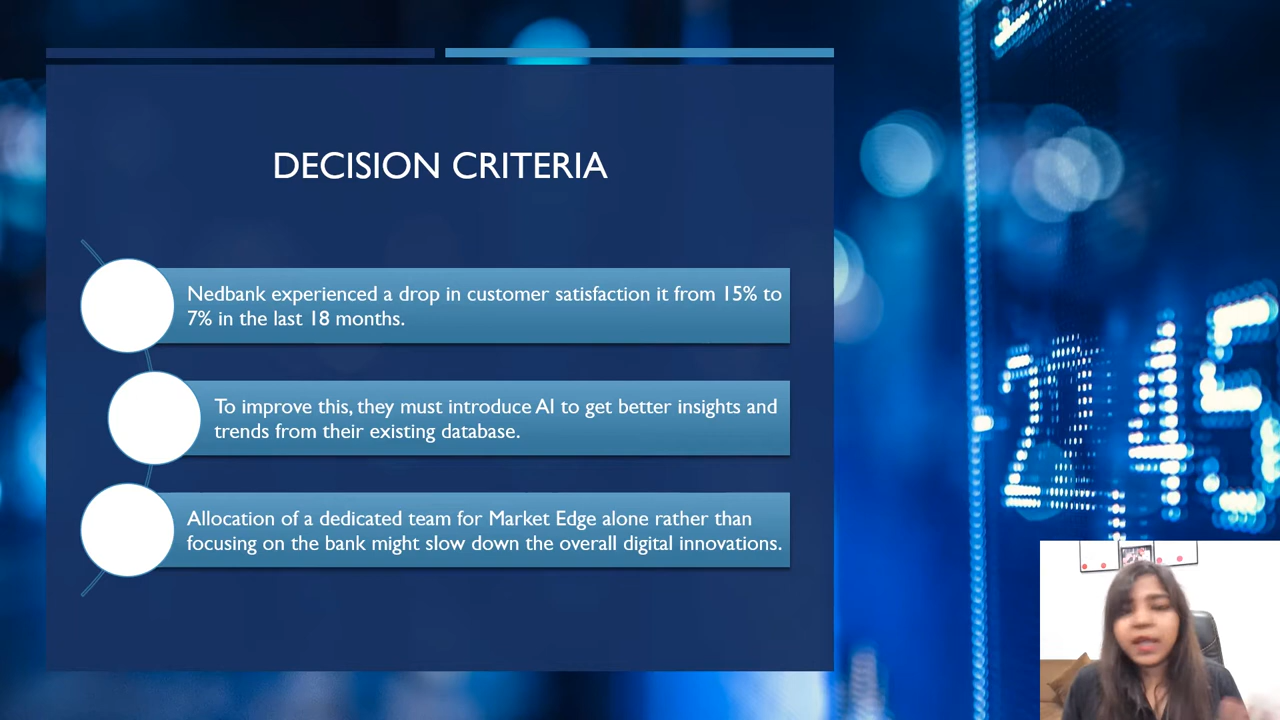 DECISION CRITERIA
Nedbank experienced a drop in customer satisfaction it from 15% to
7% in the last 18 months.
To improve this, they must introduce AI to get better insights and
trends from their existing database.
Allocation of a dedicated team for Market Edge alone rather than
focusing on the bank might slow down the overall digital innovations.